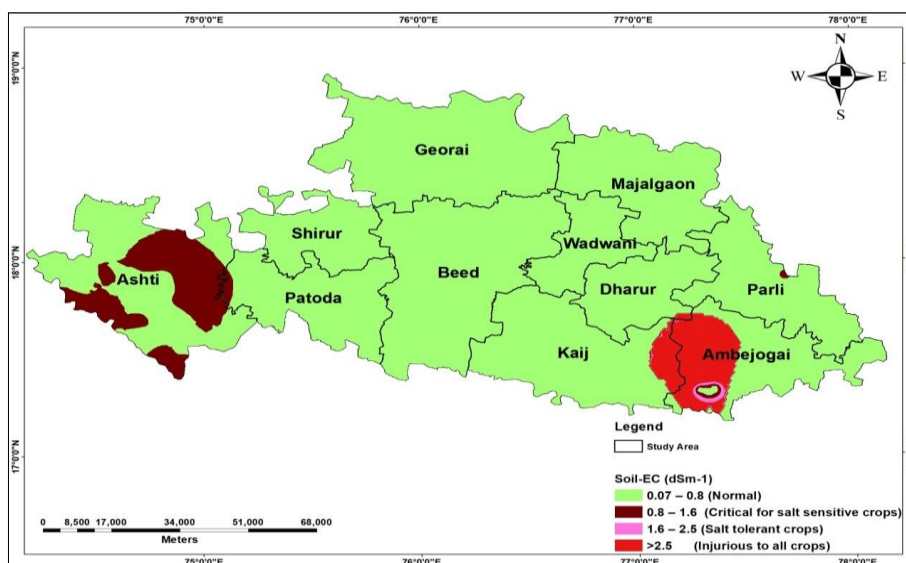 75°0'0"E 76°0'0"E 77°0'0"E 78°0'0"E
N
W E
S
19°0'0"N
18°0'0"N
17°0'0"N
Georai
Majalgaon
Shirur
Wadwani
Ashti
Beed
Patoda
Dharur
Parli
Kaij
Ambejogai
Legend
Study Area
Soil-EC (dSm-1)
0.07 – 0.8 (Normal)
0.8 – 1.6 (Critical for salt sensitive crops)
1.6 – 2.5 (Salt tolerant crops)
>2.5 (Injurious to all crops)
0 8,500 17,000 34,000 51,000 68,000
Meters
75°0'0"E 76°0'0"E 77°0'0"E 78°0'0"E